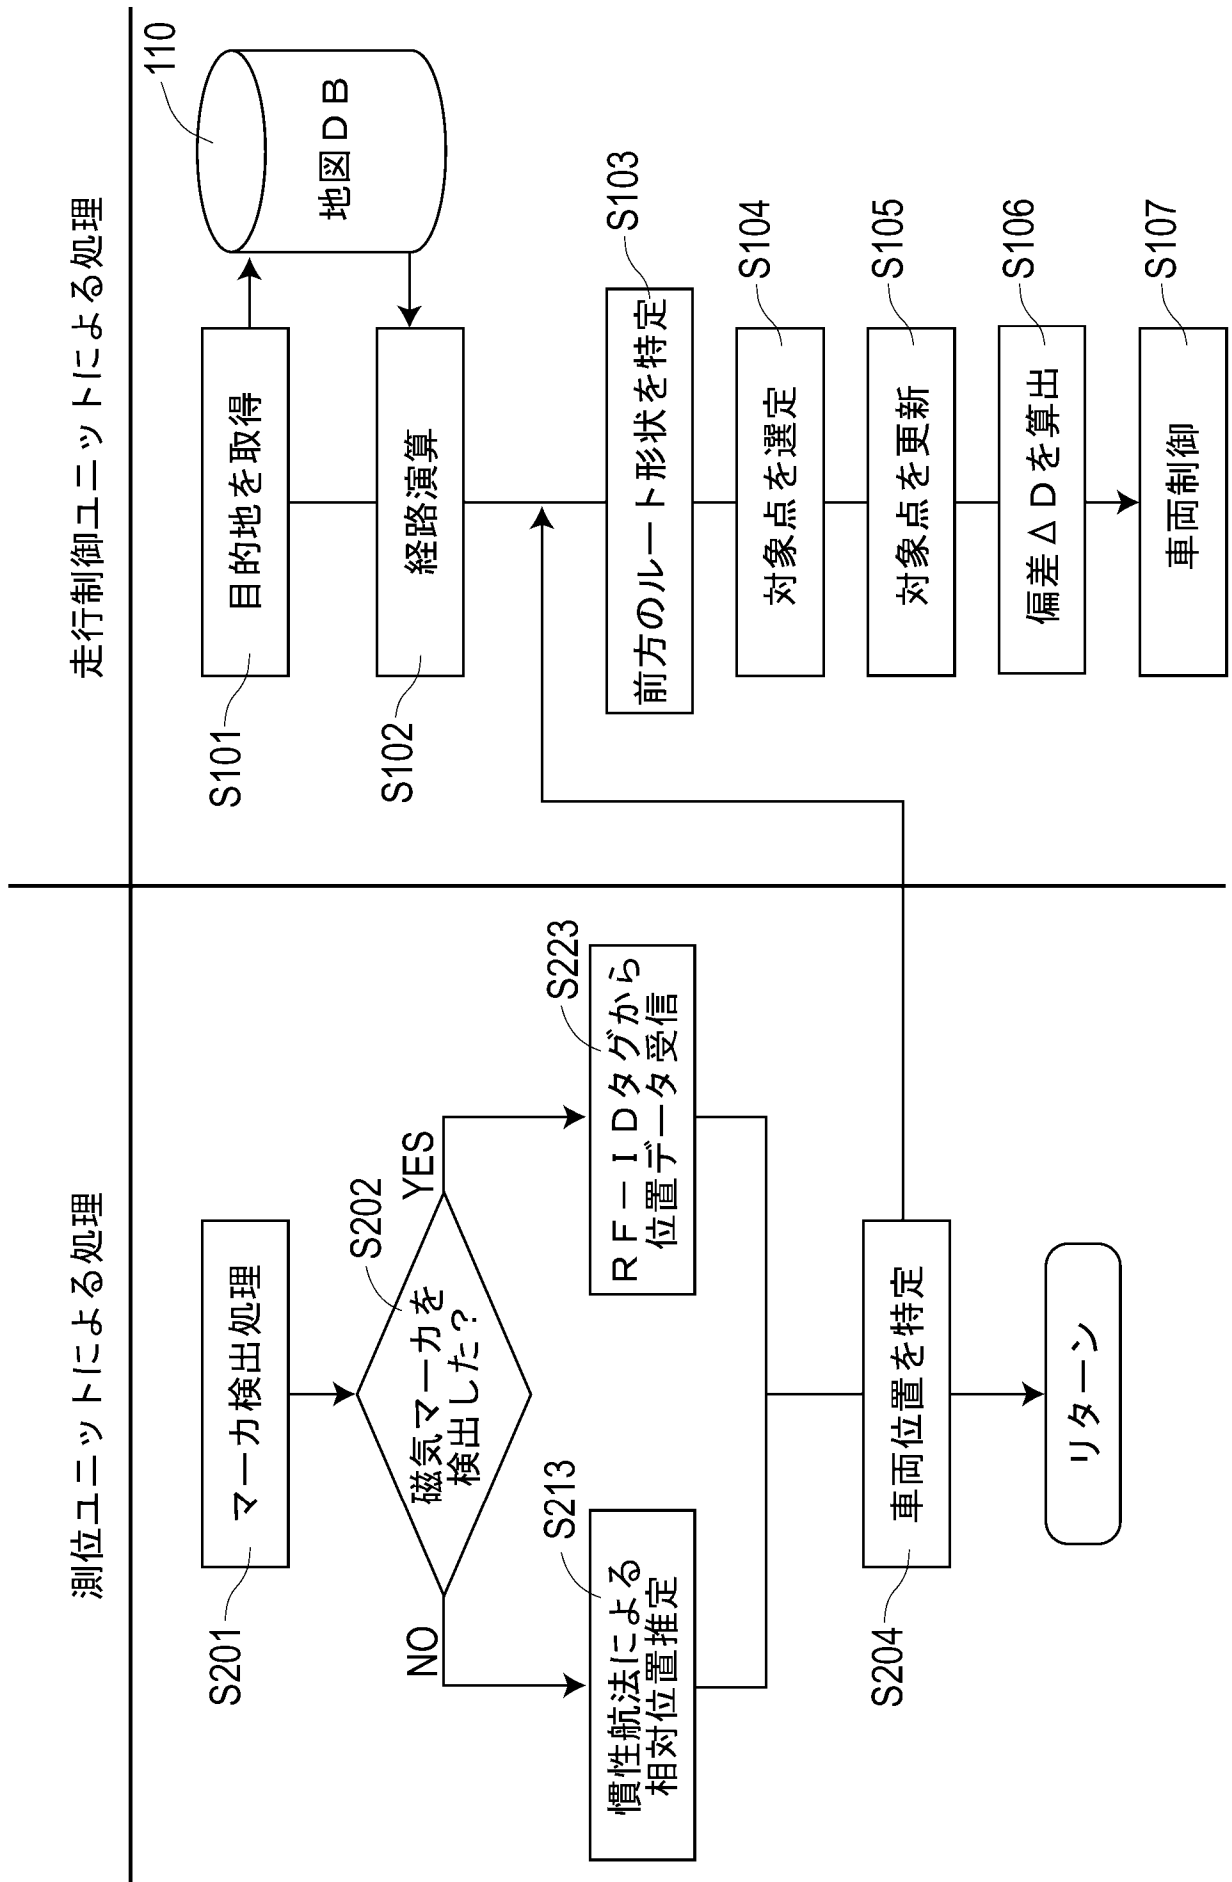 測位ユニットによる処理
S201
マーカ検出処理
S202
磁気マーカを
検出した？
NO
YES
S213
慣性航法による
相対位置推定
S223
ＲＦ－ＩＤタグから
位置データ受信
S204
車両位置を特定
リターン
走行制御ユニットによる処理
S101
目的地を取得
110
地図ＤＢ
S102
経路演算
S103
前方のルート形状を特定
S104
対象点を選定
S105
対象点を更新
S106
偏差△Ｄを算出
S107
車両制御